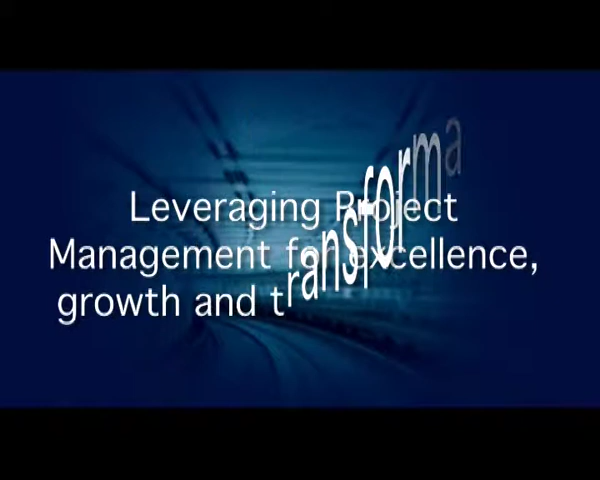 Leveraging Project
Management for excellence,
growth and transforma